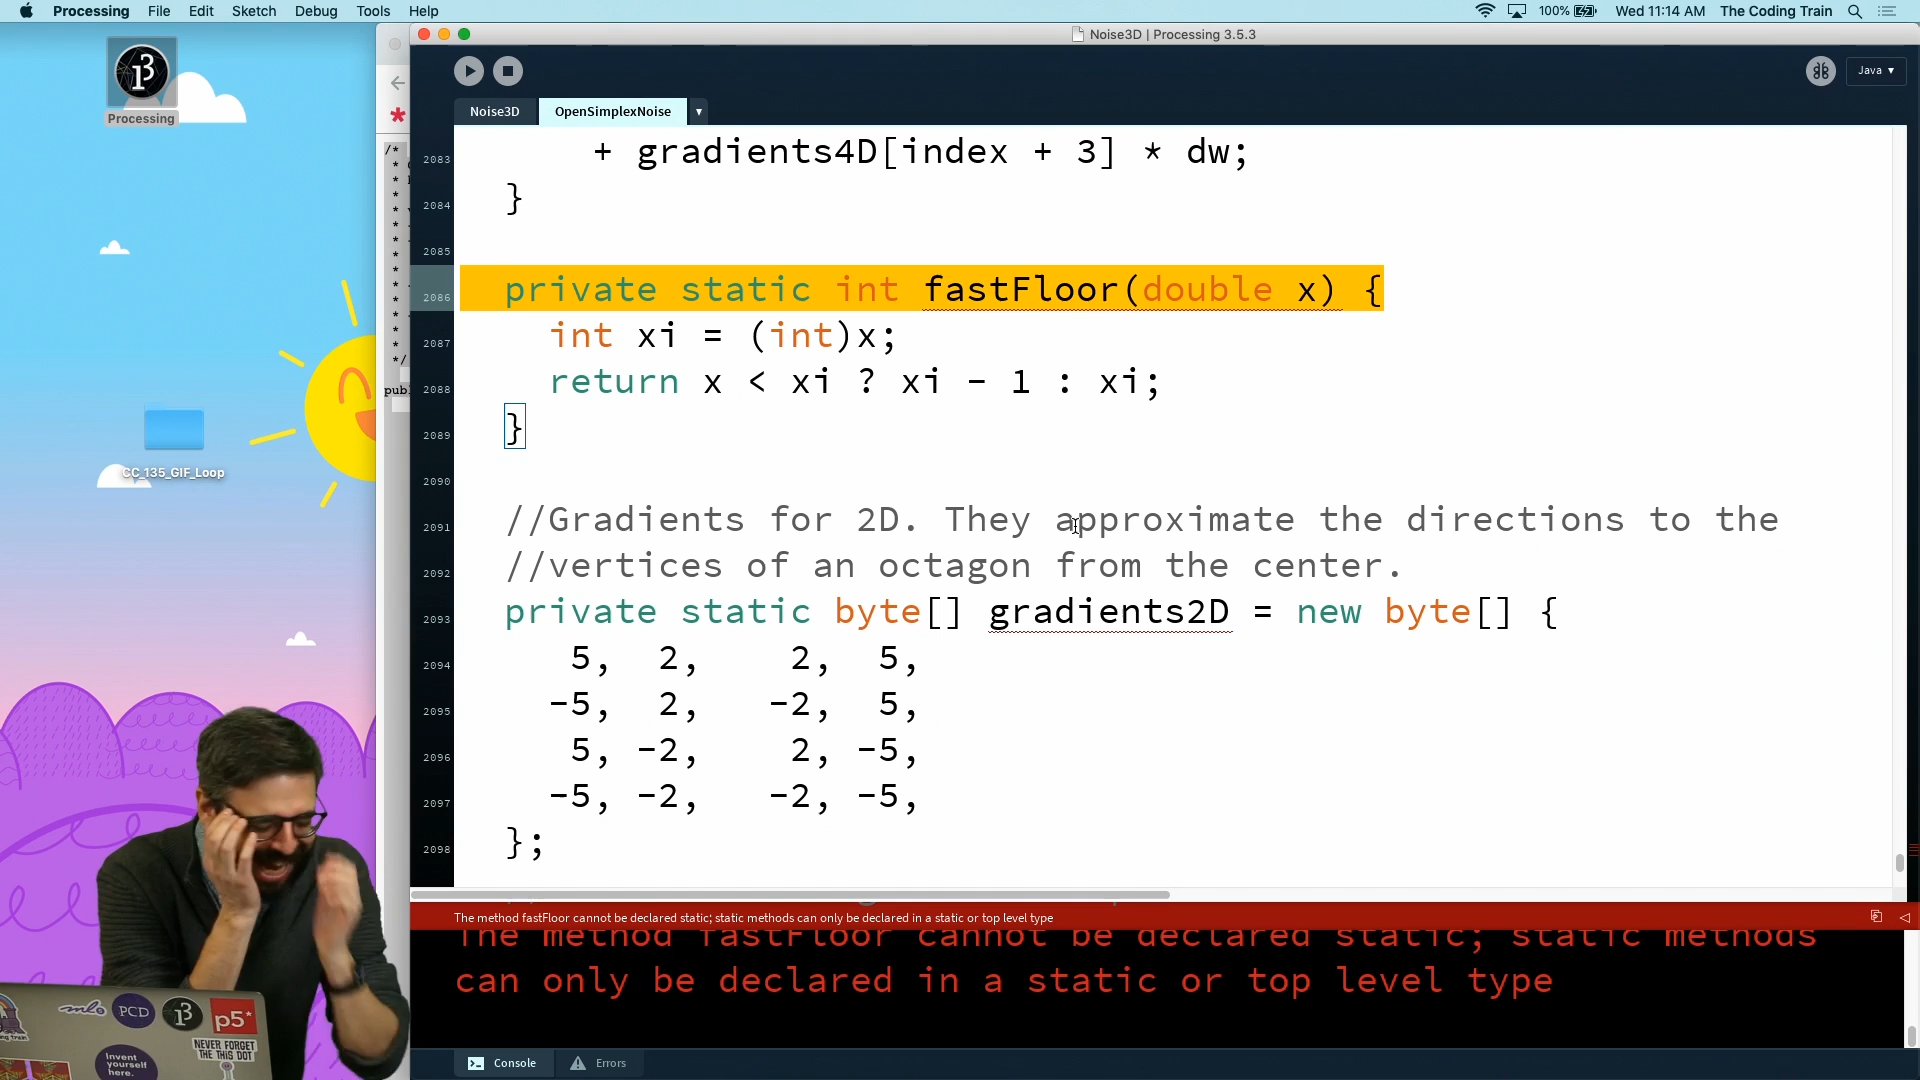 Processing File Edit Sketch Debug Tools Help
100% Wed 11:14 AM The Coding Train
Noise3D | Processing 3.5.3
Java ▾
Noise3D OpenSimplexNoise ▾
Processing
CC_135_GIF_Loop
/*
*/
2083 + gradients4D[index + 3] * dw;
2084 }
2085
2086 private static int fastFloor(double x) {
2087 int xi = (int)x;
2088 return x < xi ? xi - 1 : xi;
2089 }
2090
2091 //Gradients for 2D. They approximate the directions to the
2092 //vertices of an octagon from the center.
2093 private static byte[] gradients2D = new byte[] {
2094 5, 2, 2, 5,
2095 -5, 2, -2, 5,
2096 5, -2, 2, -5,
2097 -5, -2, -2, -5,
2098 };
The method fastFloor cannot be declared static; static methods can only be declared in a static or top level type
The method fastFloor cannot be declared static; static methods
can only be declared in a static or top level type
Console Errors
PCD
p5*
NEVER FORGET
THE THIS DOT
Invent
yourself
here.